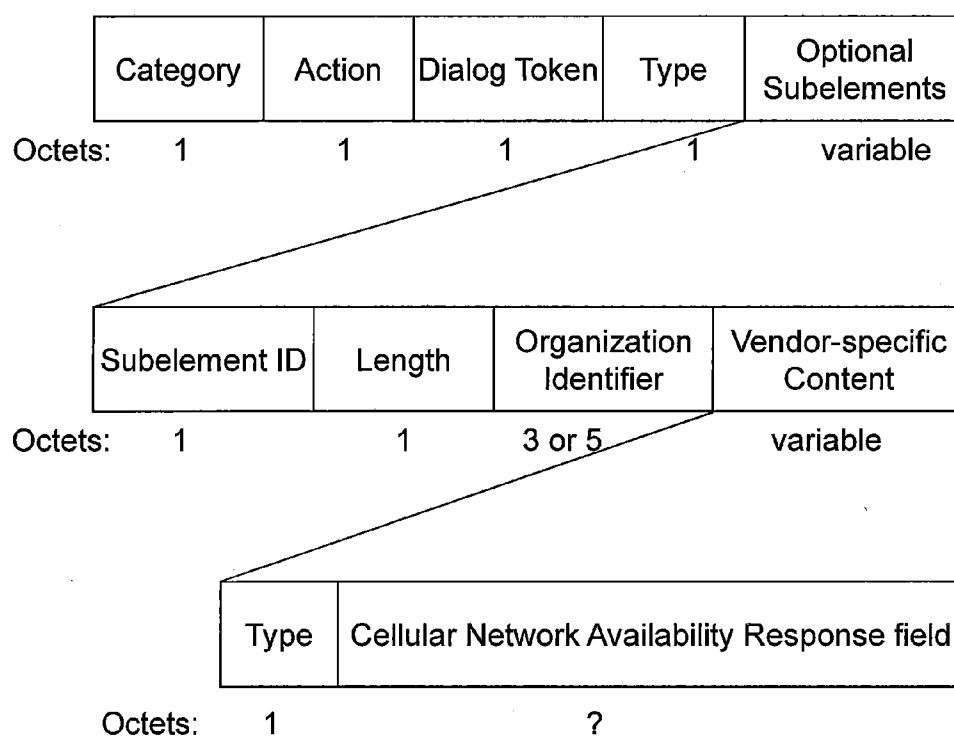 Category Action Dialog Token Type Optional Subelements
Octets: 1 1 1 1 variable
Subelement ID Length Organization Identifier Vendor-specific Content
Octets: 1 1 3 or 5 variable
Type Cellular Network Availability Response field
Octets: 1 ?